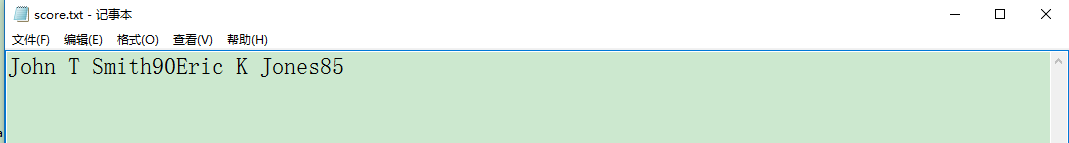 score.txt - 记事本
文件(F) 编辑(E) 格式(O) 查看(V) 帮助(H)
John T Smith90Eric K Jones85